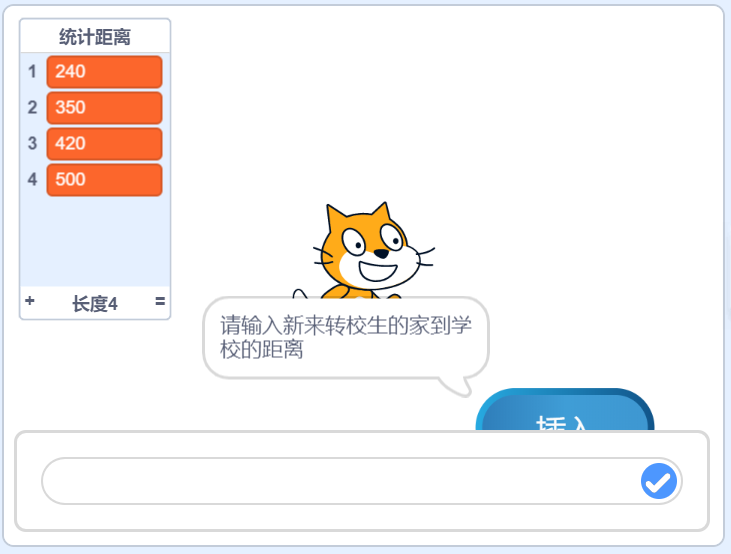 统计距离
1 240
2 350
3 420
4 500
+ 长度4 =
请输入新来转校生的家到学
校的距离
插入